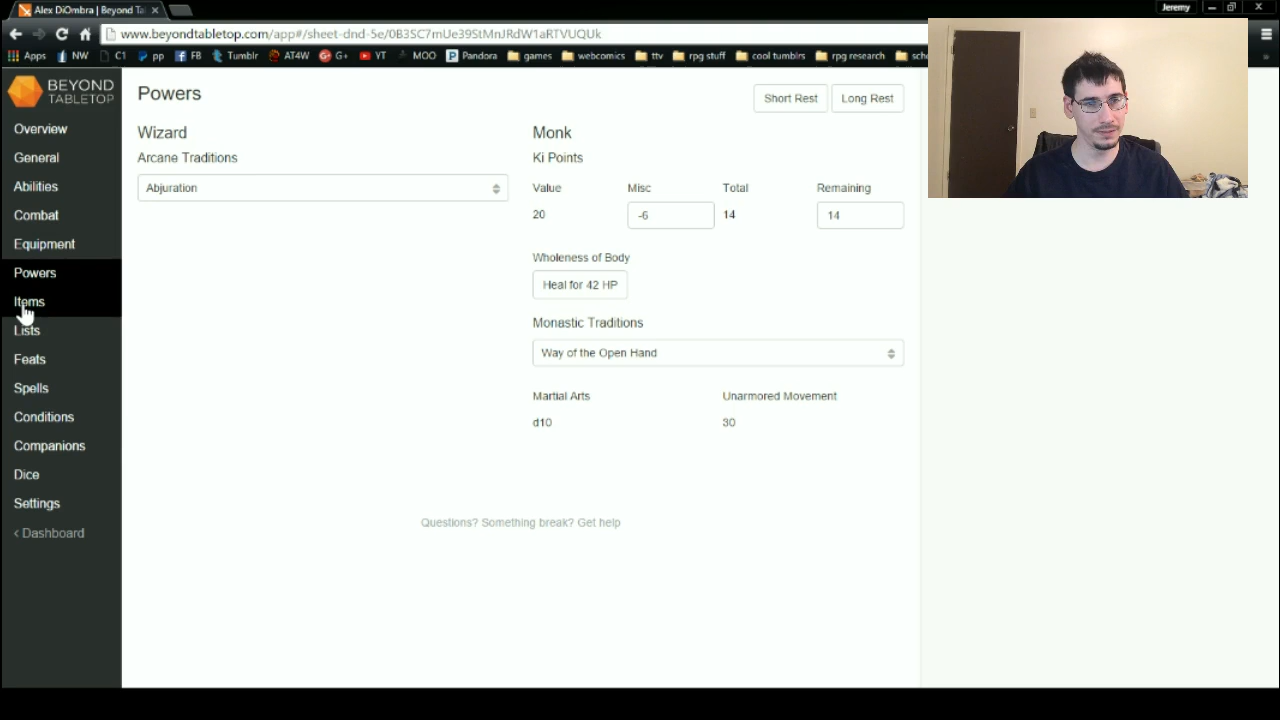 Alex DiOmbra | Beyond Ta
Jeremy
www.beyondtabletop.com/app#/sheet-dnd-5e/0B3SC7mUe39StMnJRdW1aRTVUQUk
Apps NW C1 pp FB Tumblr AT4W G+ YT MOO Pandora games webcomics ttv rpg stuff cool tumblrs rpg research
BEYOND
TABLETOP
Overview
General
Abilities
Combat
Equipment
Powers
Items
Lists
Feats
Spells
Conditions
Companions
Dice
Settings
< Dashboard
Powers
Short Rest Long Rest
Wizard
Arcane Traditions
Abjuration
Monk
Ki Points
Value Misc Total Remaining
20 -6 14 14
Wholeness of Body
Heal for 42 HP
Monastic Traditions
Way of the Open Hand
Martial Arts Unarmored Movement
d10 30
Questions? Something break? Get help